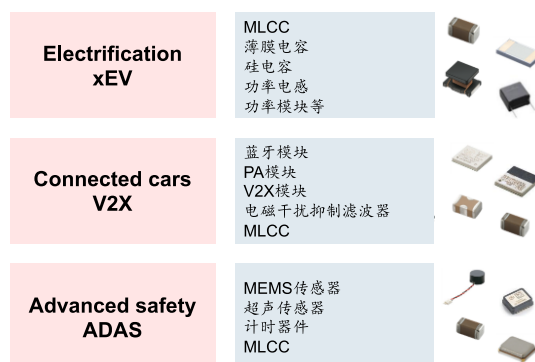 Electrification
xEV
MLCC
薄膜电容
硅电容
功率电感
功率模块等
Connected cars
V2X
蓝牙模块
PA模块
V2X模块
电磁干扰抑制滤波器
MLCC
Advanced safety
ADAS
MEMS传感器
超声传感器
计时器件
MLCC